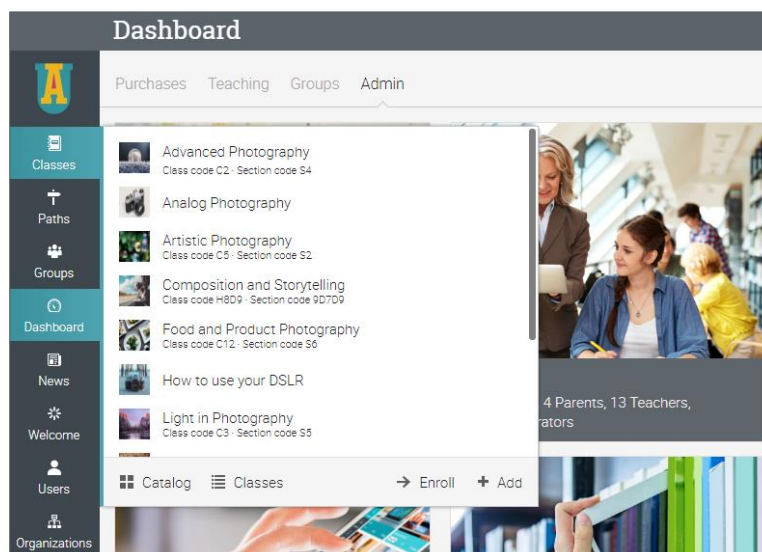 Dashboard
Purchases Teaching Groups Admin
Classes
Paths
Groups
Dashboard
News
Welcome
Users
Organizations
Advanced Photography
Class code C2 · Section code S4
Analog Photography
Artistic Photography
Class code C5 · Section code S2
Composition and Storytelling
Class code H8D9 · Section code 9D7D9
Food and Product Photography
Class code C12 · Section code S6
How to use your DSLR
Light in Photography
Class code C3 · Section code S5
Catalog Classes Enroll Add
4 Parents, 13 Teachers,